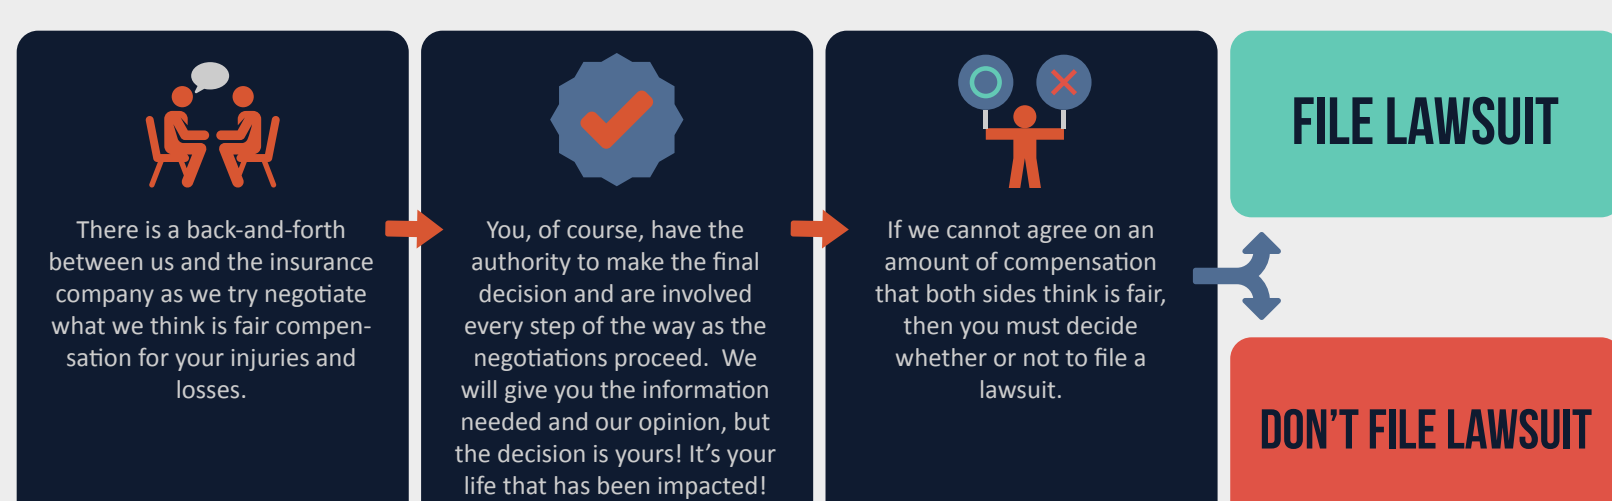 There is a back-and-forth
between us and the insurance
company as we try negotiate
what we think is fair compen-
sation for your injuries and
losses.
You, of course, have the
authority to make the final
decision and are involved
every step of the way as the
negotiations proceed.  We
will give you the information
needed and our opinion, but
the decision is yours! It’s your
life that has been impacted!
If we cannot agree on an
amount of compensation
that both sides think is fair,
then you must decide
whether or not to file a
lawsuit.
FILE LAWSUIT
DON’T FILE LAWSUIT